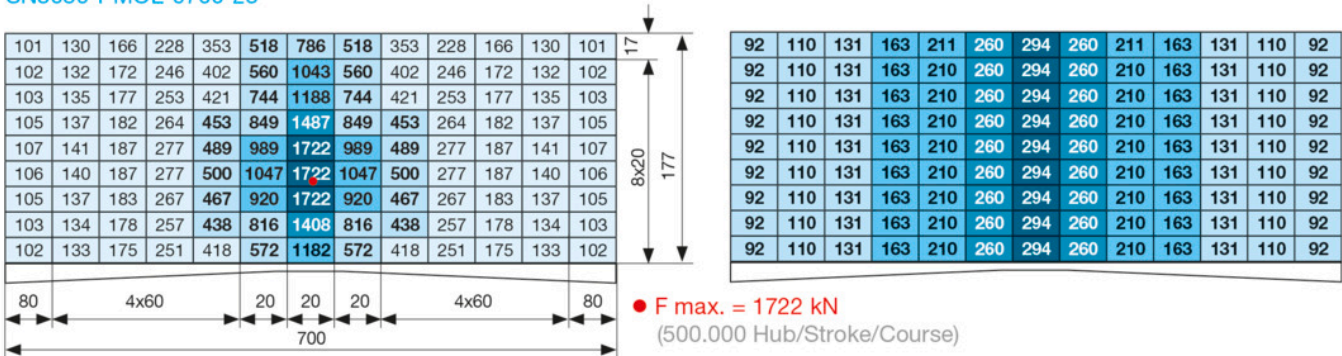 101 130 166 228 353 518 786 518 353 228 166 130 101
102 132 172 246 402 560 1043 560 402 246 172 132 102
103 135 177 253 421 744 1188 744 421 253 177 135 103
105 137 182 264 453 849 1487 849 453 264 182 137 105
107 141 187 277 489 989 1722 989 489 277 187 141 107
106 140 187 277 500 1047 1722 1047 500 277 187 140 106
105 137 183 267 467 920 1722 920 467 267 183 137 105
103 134 178 257 438 816 1408 816 438 257 178 134 103
102 133 175 251 418 572 1182 572 418 251 175 133 102
17
8x20
177
80 4x60 20 20 20 4x60 80
700
92 110 131 163 211 260 294 260 211 163 131 110 92
92 110 131 163 210 260 294 260 210 163 131 110 92
92 110 131 163 210 260 294 260 210 163 131 110 92
92 110 131 163 210 260 294 260 210 163 131 110 92
92 110 131 163 210 260 294 260 210 163 131 110 92
92 110 131 163 210 260 294 260 210 163 131 110 92
92 110 131 163 210 260 294 260 210 163 131 110 92
92 110 131 163 210 260 294 260 210 163 131 110 92
92 110 131 163 210 260 294 260 210 163 131 110 92
F max. = 1722 kN
(500.000 Hub/Stroke/Course)